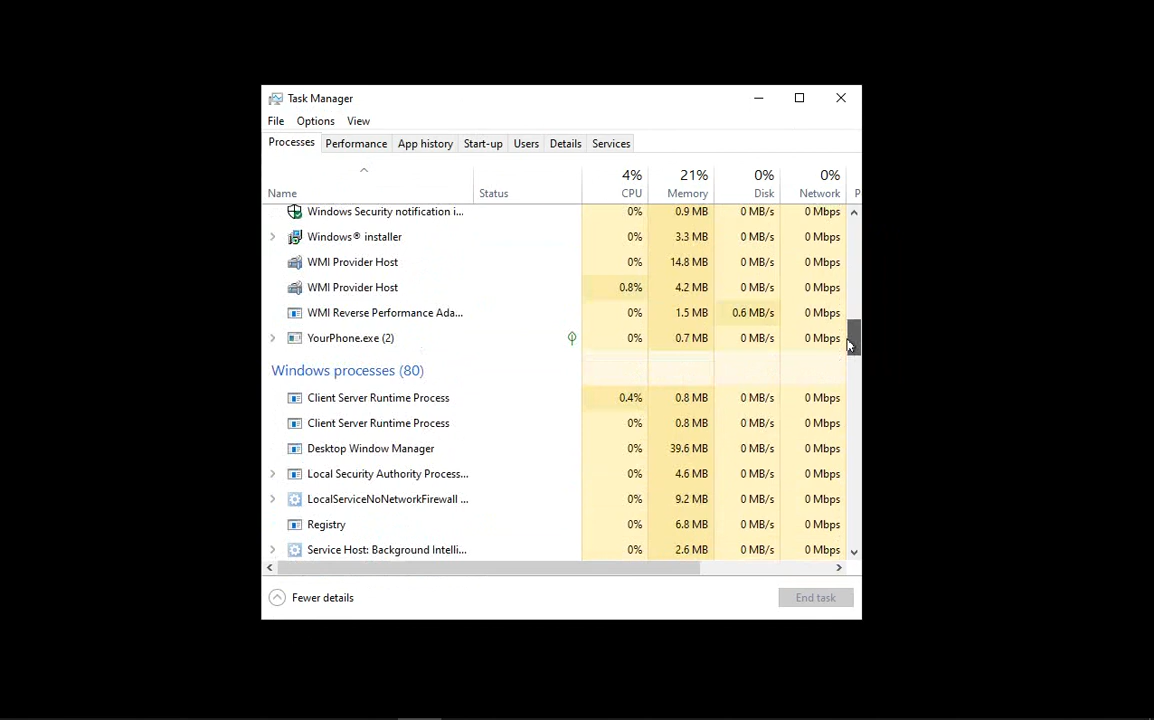 Task Manager
File Options View
Processes Performance App history Start-up Users Details Services
4% 21% 0% 0%
Name Status CPU Memory Disk Network P
Windows Security notification i... 0% 0.9 MB 0 MB/s 0 Mbps
Windows® installer 0% 3.3 MB 0 MB/s 0 Mbps
WMI Provider Host 0% 14.8 MB 0 MB/s 0 Mbps
WMI Provider Host 0.8% 4.2 MB 0 MB/s 0 Mbps
WMI Reverse Performance Ada... 0% 1.5 MB 0.6 MB/s 0 Mbps
YourPhone.exe (2) 0% 0.7 MB 0 MB/s 0 Mbps
Windows processes (80)
Client Server Runtime Process 0.4% 0.8 MB 0 MB/s 0 Mbps
Client Server Runtime Process 0% 0.8 MB 0 MB/s 0 Mbps
Desktop Window Manager 0% 39.6 MB 0 MB/s 0 Mbps
Local Security Authority Process... 0% 4.6 MB 0 MB/s 0 Mbps
LocalServiceNoNetworkFirewall ... 0% 9.2 MB 0 MB/s 0 Mbps
Registry 0% 6.8 MB 0 MB/s 0 Mbps
Service Host: Background Intelli... 0% 2.6 MB 0 MB/s 0 Mbps
Fewer details End task